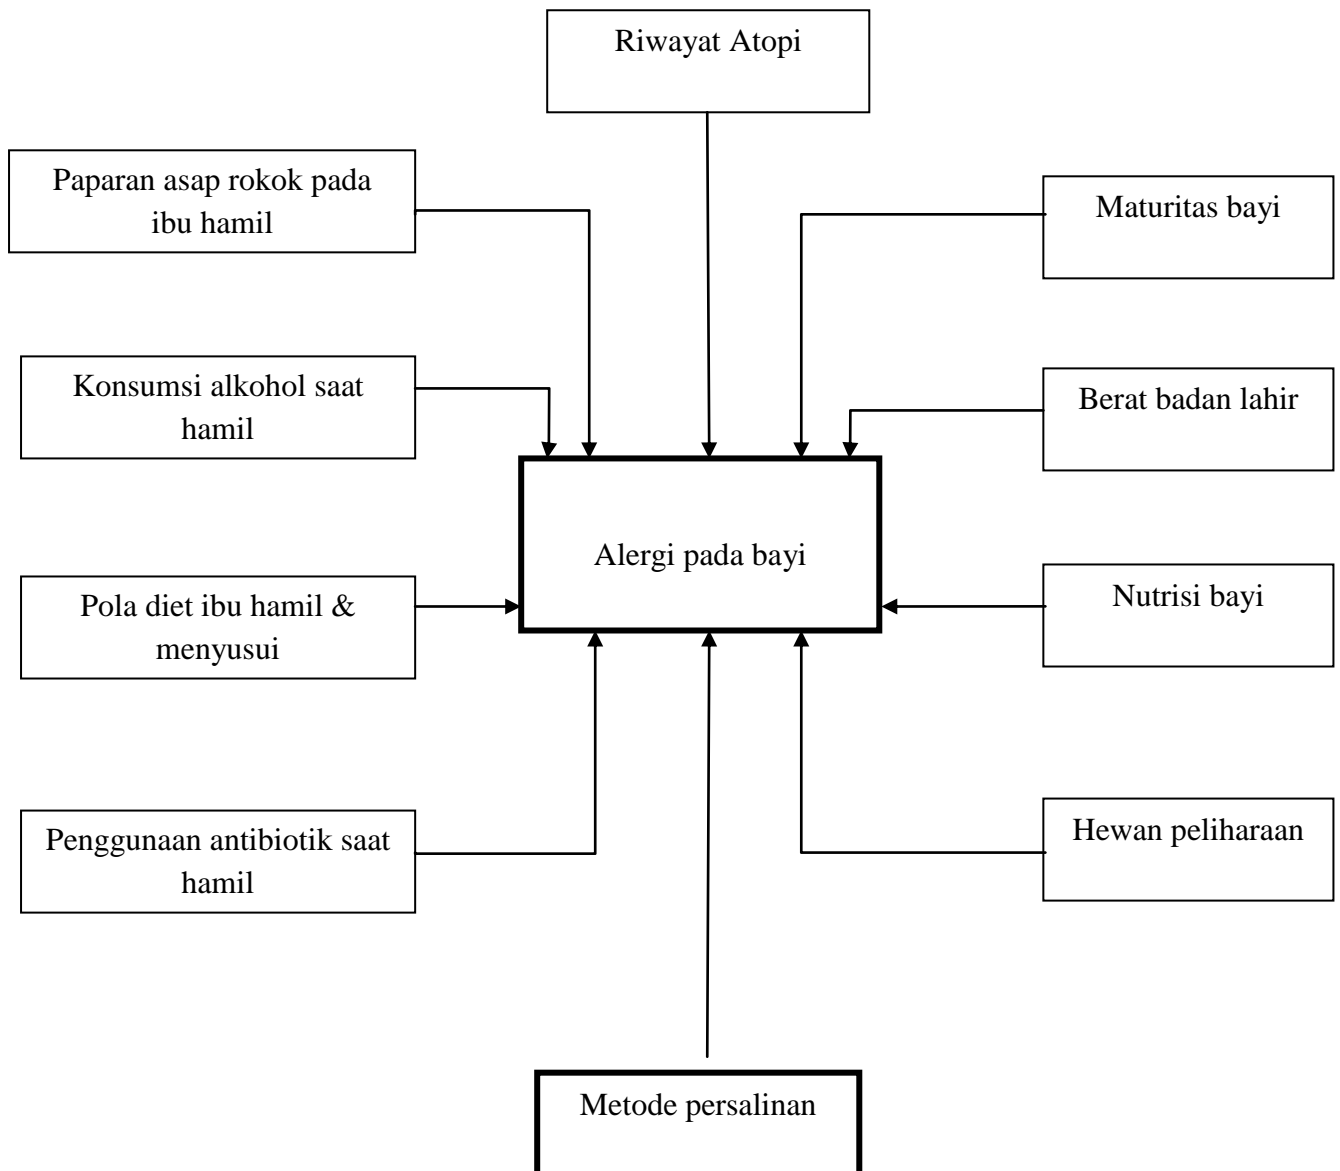 Riwayat Atopi
Paparan asap rokok pada
ibu hamil
Maturitas bayi
Konsumsi alkohol saat
hamil
Berat badan lahir
Alergi pada bayi
Pola diet ibu hamil &
menyusui
Nutrisi bayi
Penggunaan antibiotik saat
hamil
Hewan peliharaan
Metode persalinan